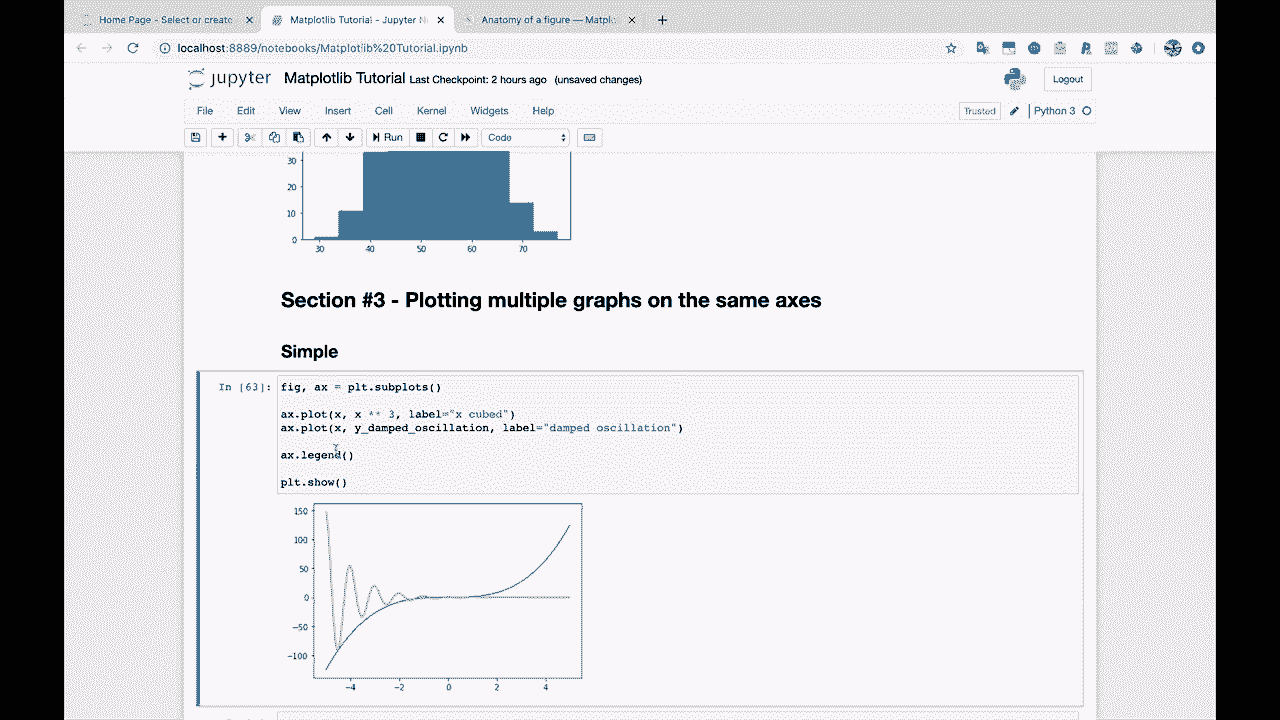 Home Page - Select or create
Matplotlib Tutorial - Jupyter N
Anatomy of a figure — Matplo
localhost:8889/notebooks/Matplotlib%20Tutorial.ipynb
jupyter Matplotlib Tutorial Last Checkpoint: 2 hours ago (unsaved changes)
Logout
File Edit View Insert Cell Kernel Widgets Help
Trusted
Python 3
Run
Code
30
20
10
0
30 40 50 60 70
Section #3 - Plotting multiple graphs on the same axes
Simple
In [63]:
fig, ax = plt.subplots()
ax.plot(x, x ** 3, label="x cubed")
ax.plot(x, y_damped_oscillation, label="damped oscillation")
ax.legend()
plt.show()
150
100
50
0
−50
−100
−4 −2 0 2 4